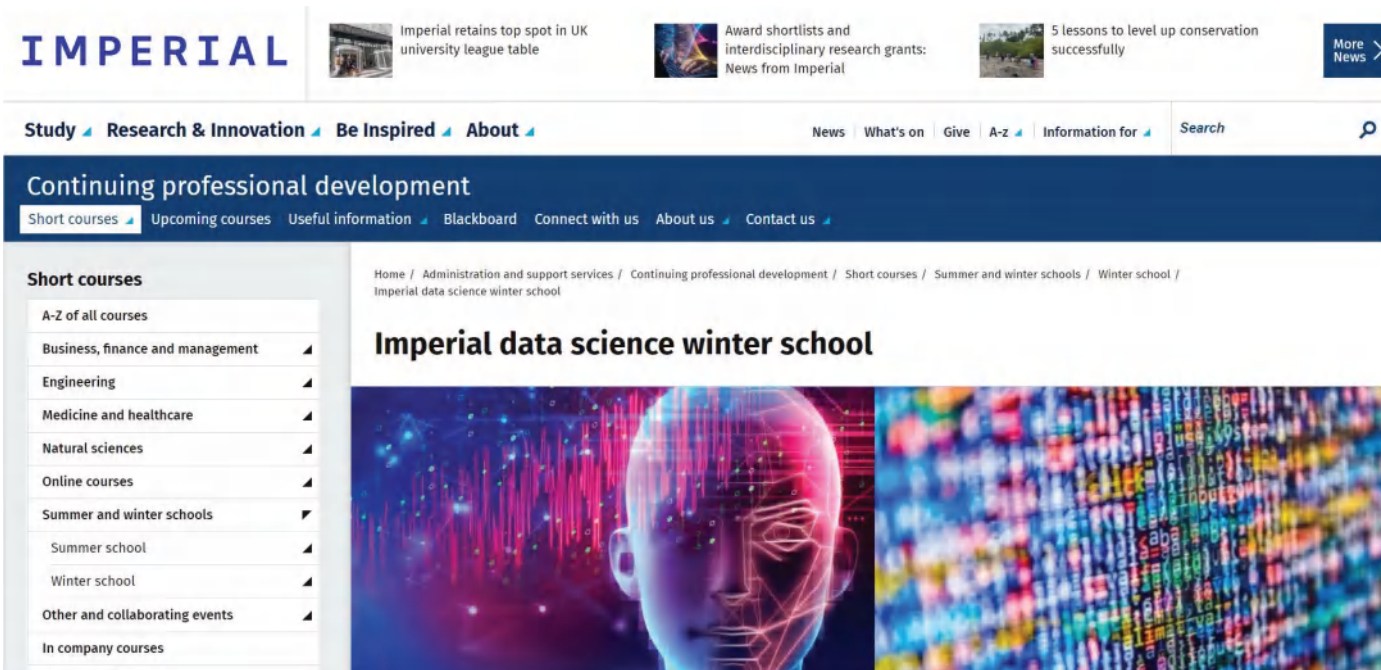 IMPERIAL
Imperial retains top spot in UK
university league table
Award shortlists and
interdisciplinary research grants:
News from Imperial
5 lessons to level up conservation
successfully
More
News
Study
Research & Innovation
Be Inspired
About
News
What's on
Give
A-z
Information for
Search
Continuing professional development
Short courses
Upcoming courses
Useful information
Blackboard
Connect with us
About us
Contact us
Short courses
A-Z of all courses
Business, finance and management
Engineering
Medicine and healthcare
Natural sciences
Online courses
Summer and winter schools
Summer school
Winter school
Other and collaborating events
In company courses
Home / Administration and support services / Continuing professional development / Short courses / Summer and winter schools / Winter school /
Imperial data science winter school
Imperial data science winter school